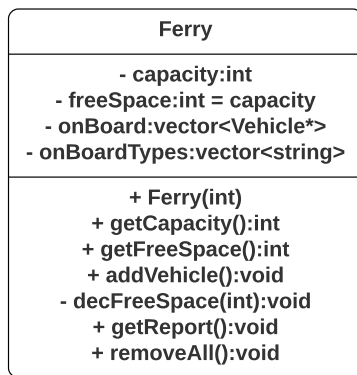 Ferry
- capacity:int
- freeSpace:int = capacity
- onBoard:vector<Vehicle*>
- onBoardTypes:vector<string>
+ Ferry(int)
+ getCapacity():int
+ getFreeSpace():int
+ addVehicle():void
- decFreeSpace(int):void
+ getReport():void
+ removeAll():void